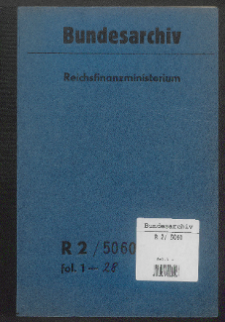 Bundesarchiv
Reichsfinanzministerium
R 2 / 5060
fol. 1 - 28
Bundesarchiv
R 2/ 5060